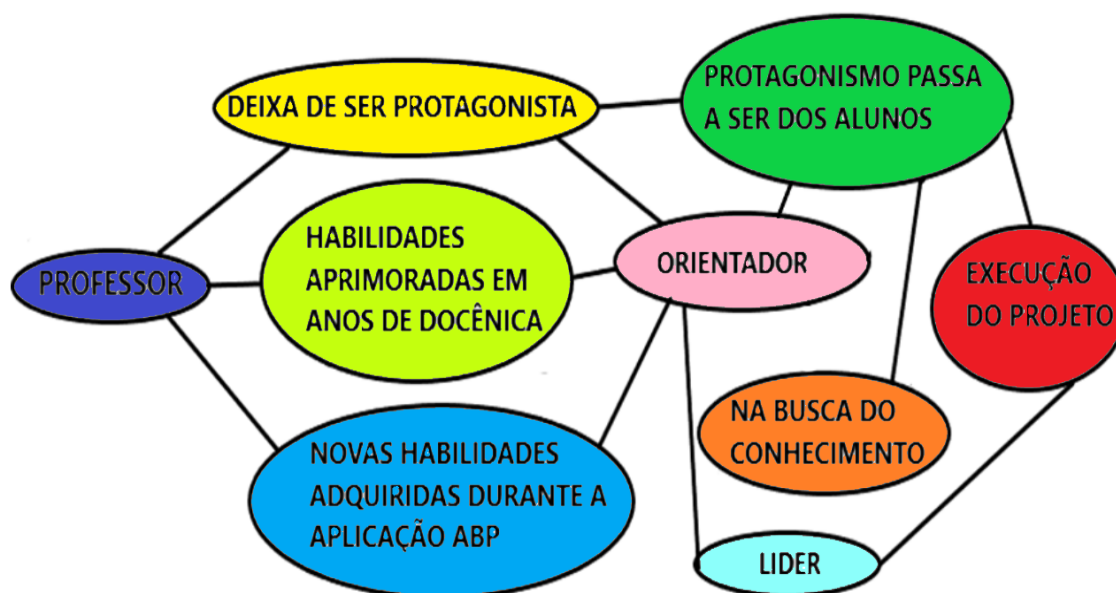 DEIXA DE SER PROTAGONISTA
PROTAGONISMO PASSA
A SER DOS ALUNOS
PROFESSOR
HABILIDADES
APRIMORADAS EM
ANOS DE DOCÊNICA
ORIENTADOR
EXECUÇÃO
DO PROJETO
NOVAS HABILIDADES
ADQUIRIDAS DURANTE A
APLICAÇÃO ABP
NA BUSCA DO
CONHECIMENTO
LIDER